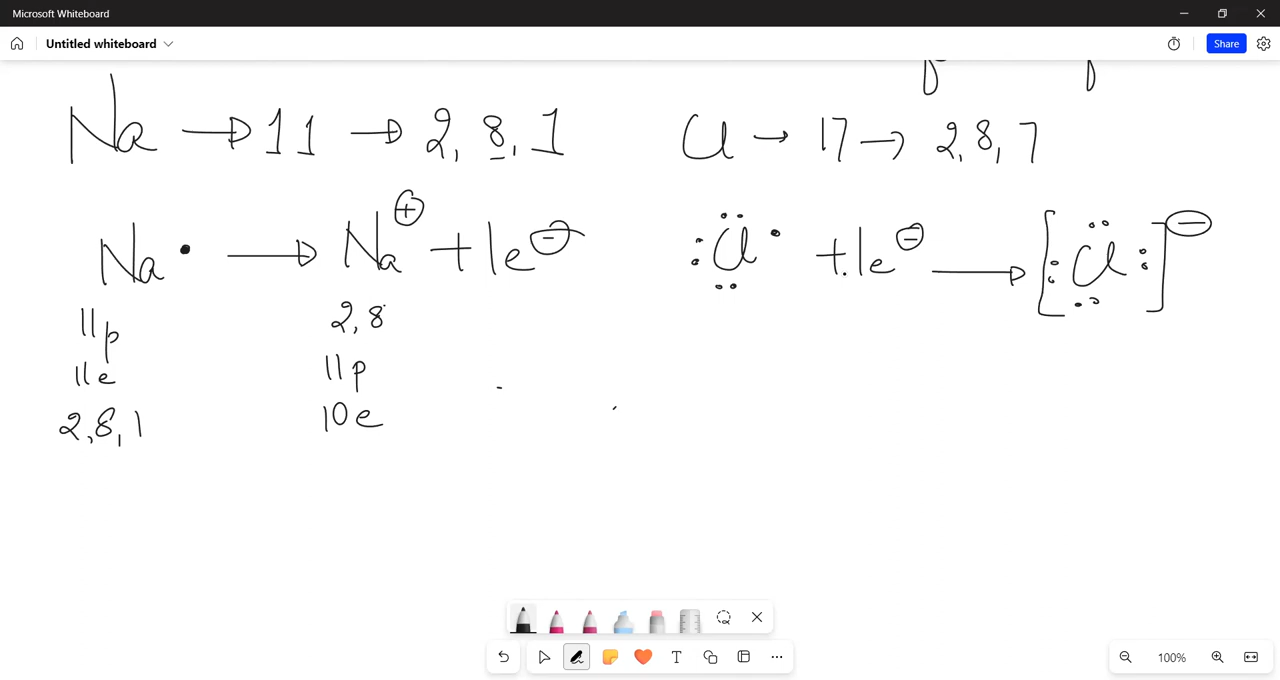 Microsoft Whiteboard
Untitled whiteboard
Share
Na → 11 → 2, 8, 1
Cl → 17 → 2, 8, 7
Na • → Na⊕ + 1e⊖
:Cl• + 1e⊖ → [:Cl:]⊖
11p
11e
2, 8, 1
2, 8
11p
10e
100%